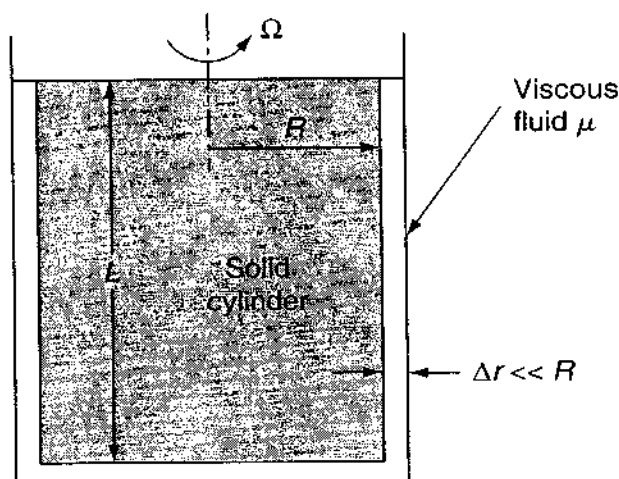 Ω
Viscous
fluid μ
R
L
Solid
cylinder
Δr << R